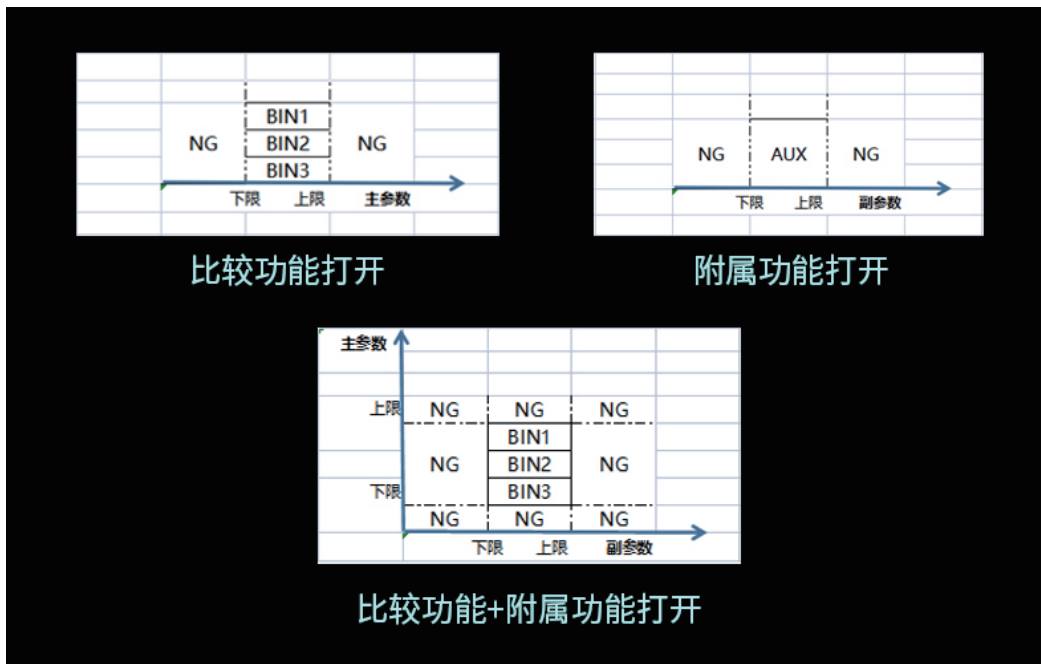 BIN1
NG BIN2 NG
BIN3
下限 上限 主参数
比较功能打开
NG AUX NG
下限 上限 副参数
附属功能打开
主参数
上限 NG NG NG
BIN1
NG BIN2 NG
下限 BIN3
NG NG NG
下限 上限 副参数
比较功能+附属功能打开